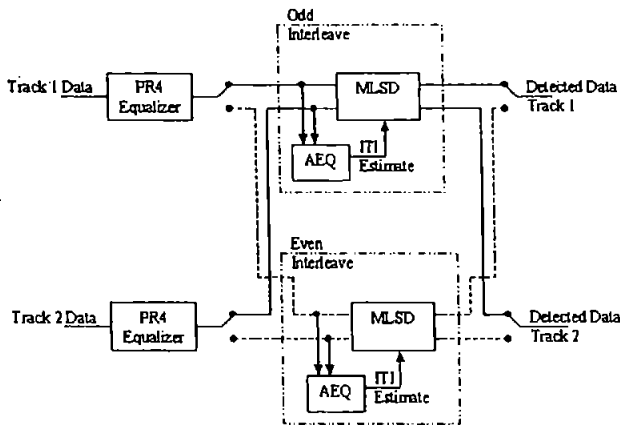 Odd
Interleave
Track 1 Data
PR4
Equalizer
MLSD
Detected Data
Track 1
AEQ
ITI
Estimate
Even
Interleave
Track 2 Data
PR4
Equalizer
MLSD
Detected Data
Track 2
AEQ
ITI
Estimate